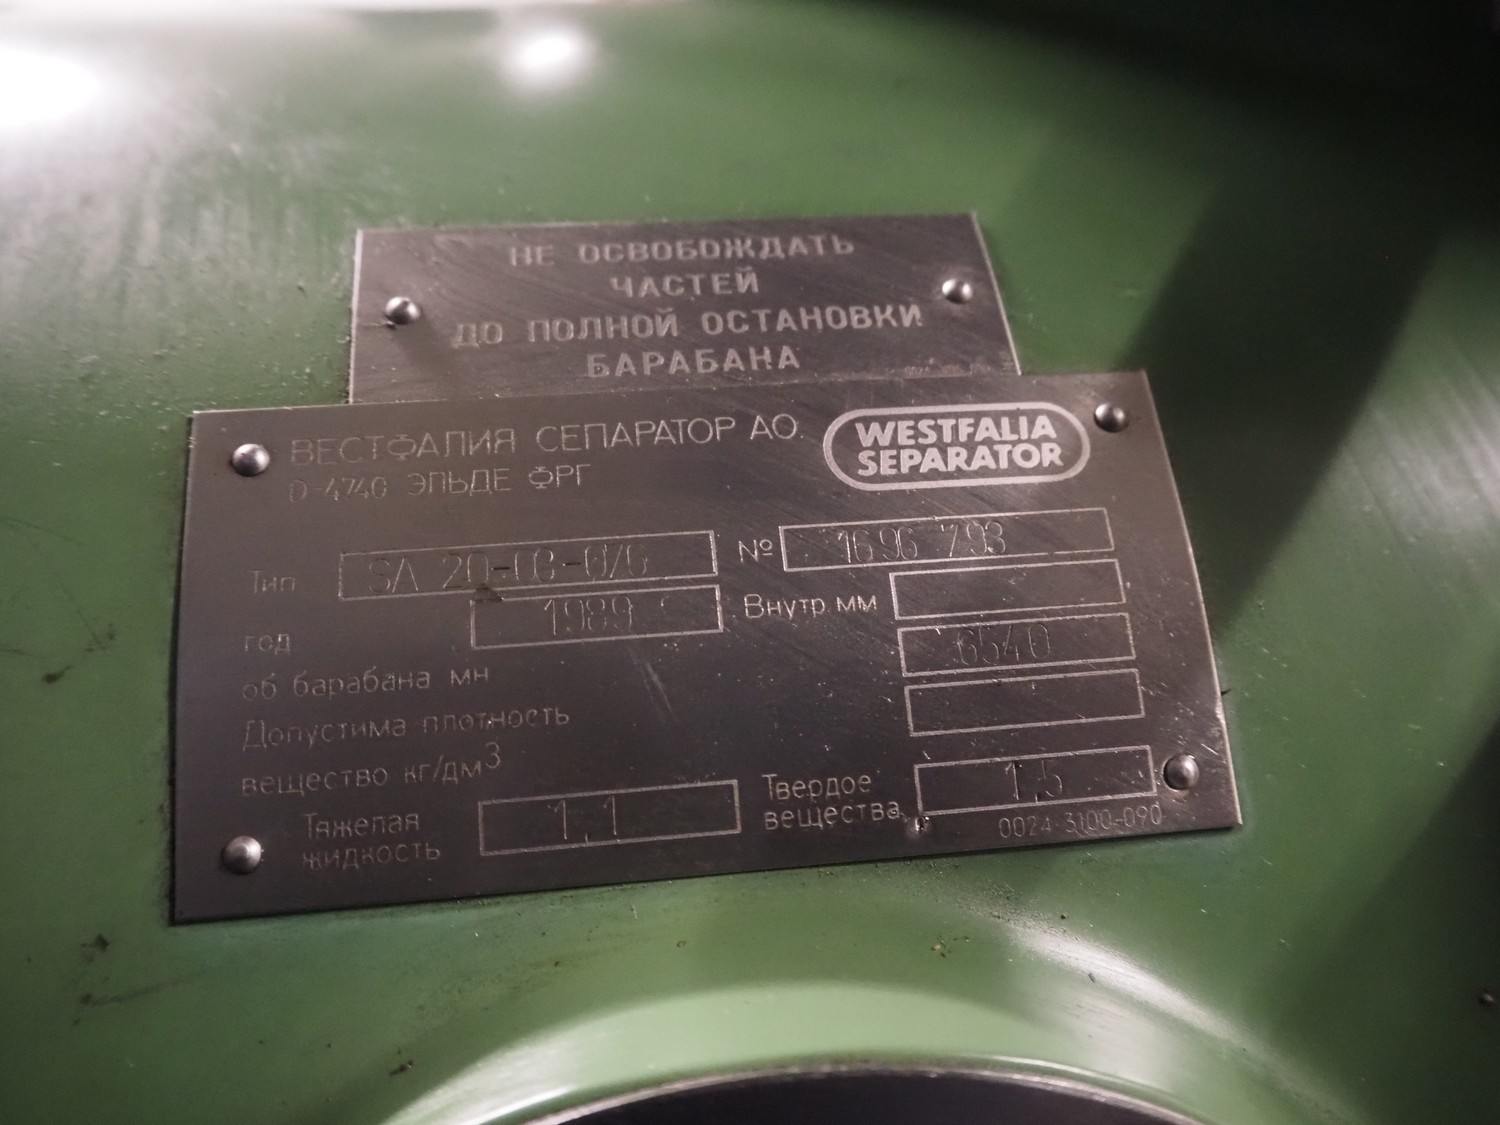 НЕ ОСВОБОЖДАТЬ
ЧАСТЕЙ
ДО ПОЛНОЙ ОСТАНОВКИ
БАРАБАНА
ВЕСТФАЛИЯ СЕПАРАТОР АО.
D-4740 ЭЛЬДЕ ФРГ
WESTFALIA
SEPARATOR
Тип
№ 1696 793
год 1989
Внутр. мм
об барабана мн 6540
Допустима плотность
вещество кг/дм³
Тяжелая
жидкость 1,1
Твердое
вещества 1,5
0024-3100-090